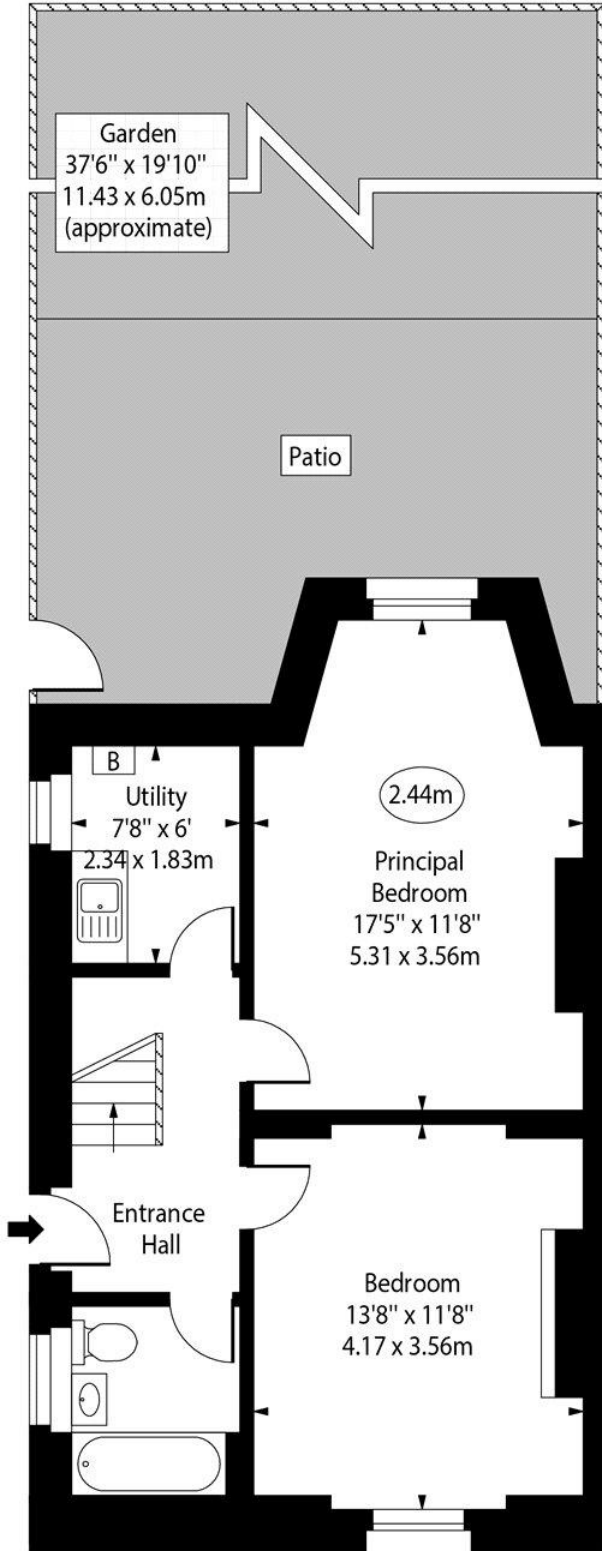 Garden
37'6" x 19'10"
11.43 x 6.05m
(approximate)
Patio
B
Utility
7'8" x 6'
2.34 x 1.83m
2.44m
Principal
Bedroom
17'5" x 11'8"
5.31 x 3.56m
Entrance
Hall
Bedroom
13'8" x 11'8"
4.17 x 3.56m